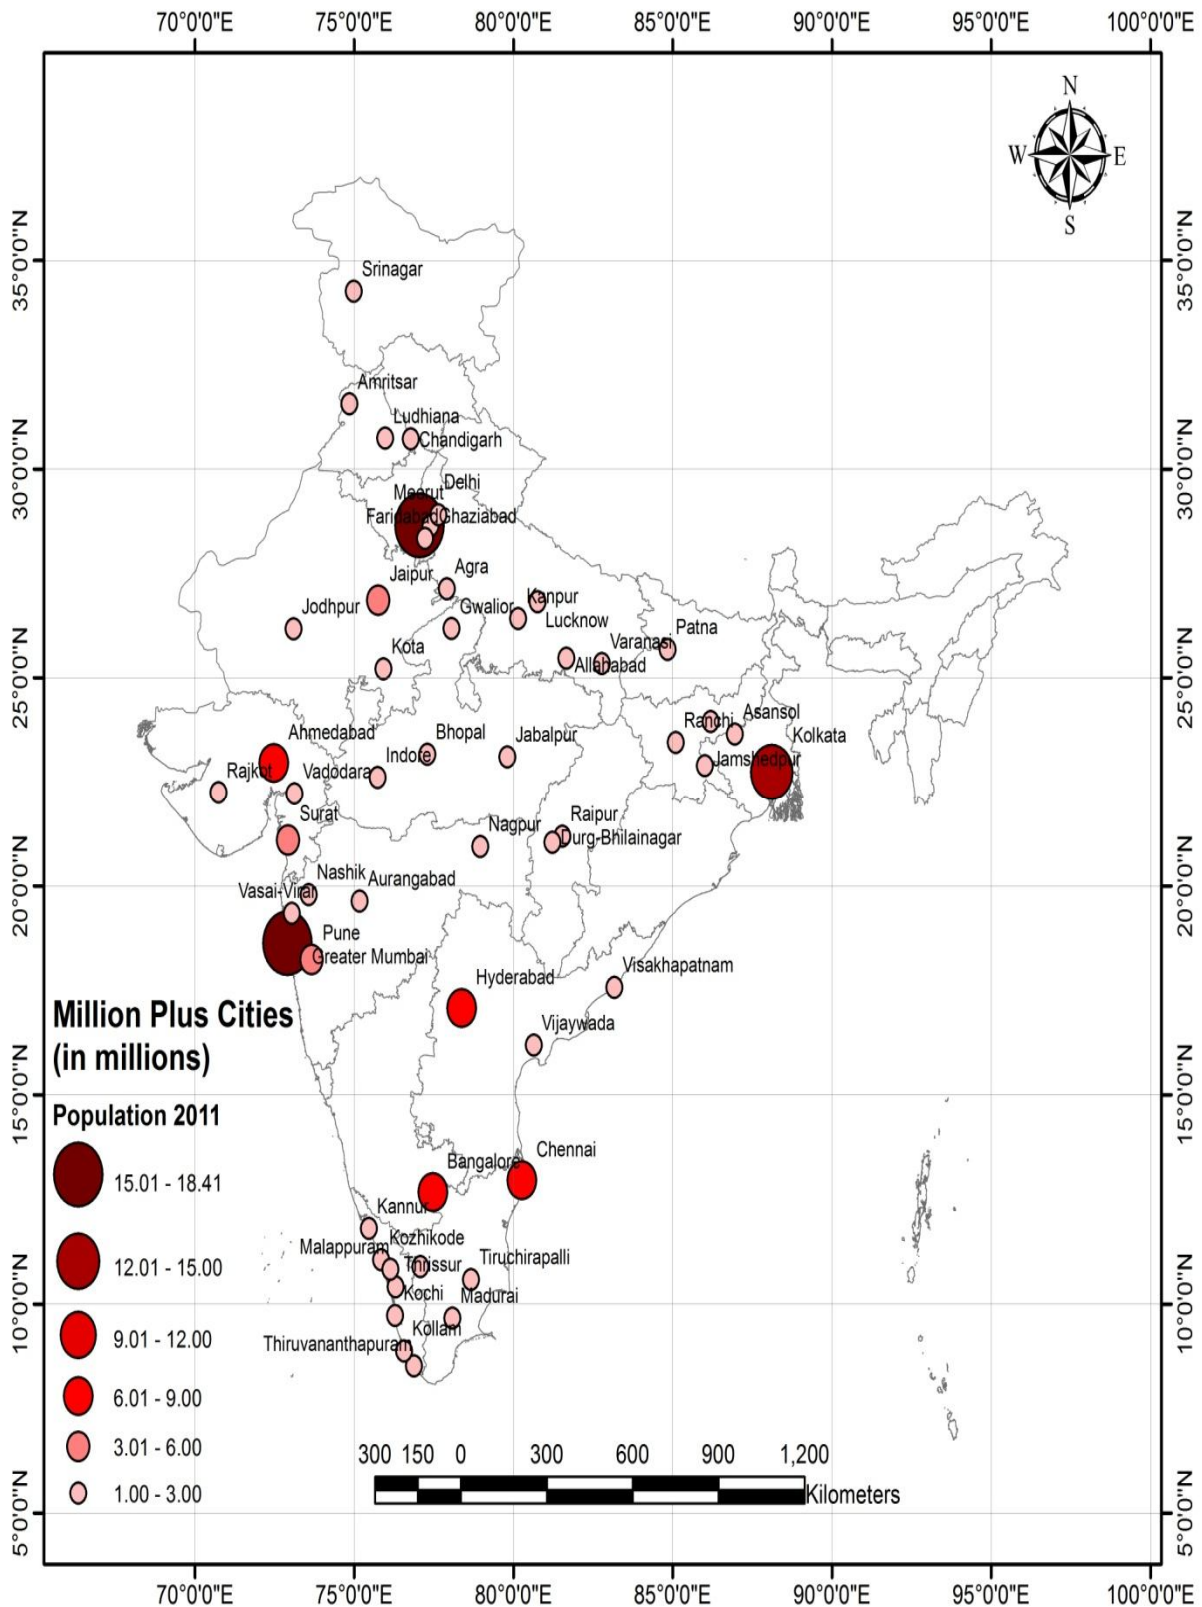 70°0'0"E 75°0'0"E 80°0'0"E 85°0'0"E 90°0'0"E 95°0'0"E 100°0'0"E
N
W E
S
35°0'0"N 35°0'0"N
Srinagar
Amritsar
Ludhiana
Chandigarh
30°0'0"N 30°0'0"N
Delhi
Meerut
Faridabad Ghaziabad
Agra
Jaipur
Kanpur
Jodhpur Gwalior
Lucknow
Patna
Varanasi
Kota
Allahabad
25°0'0"N 25°0'0"N
Asansol
Ranchi
Ahmedabad Bhopal Jabalpur Kolkata
Indore
Rajkot Vadodara Jamshedpur
Surat Raipur
Nagpur
Durg-Bhilainagar
Nashik
Aurangabad
20°0'0"N 20°0'0"N
Vasai-Virar
Pune
Greater Mumbai
Visakhapatnam
Hyderabad
Million Plus Cities
Vijaywada
(in millions)
15°0'0"N 15°0'0"N
Population 2011
Chennai
Bangalore
15.01 - 18.41
Kannur
Kozhikode
Malappuram
Tiruchirapalli
Thrissur
12.01 - 15.00
Kochi Madurai
10°0'0"N 10°0'0"N
Kollam
9.01 - 12.00
Thiruvananthapuram
6.01 - 9.00
3.01 - 6.00
300 150 0 300 600 900 1,200
1.00 - 3.00
Kilometers
5°0'0"N 5°0'0"N
70°0'0"E 75°0'0"E 80°0'0"E 85°0'0"E 90°0'0"E 95°0'0"E 100°0'0"E